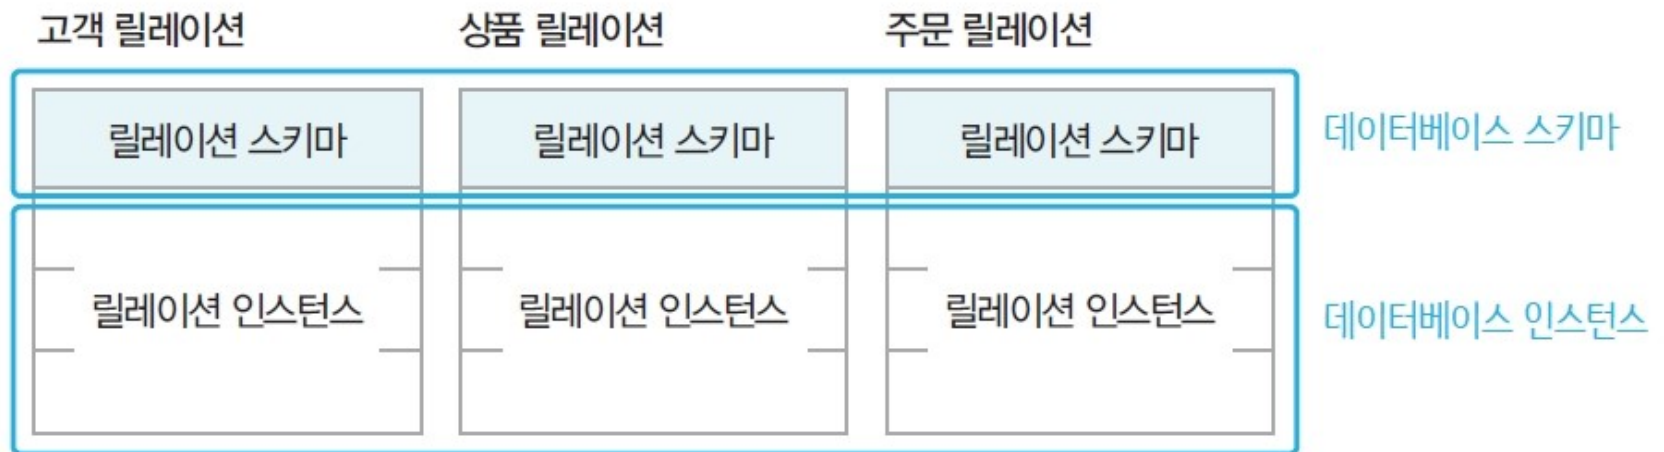 고객 릴레이션
상품 릴레이션
주문 릴레이션
릴레이션 스키마
릴레이션 스키마
릴레이션 스키마
데이터베이스 스키마
릴레이션 인스턴스
릴레이션 인스턴스
릴레이션 인스턴스
데이터베이스 인스턴스